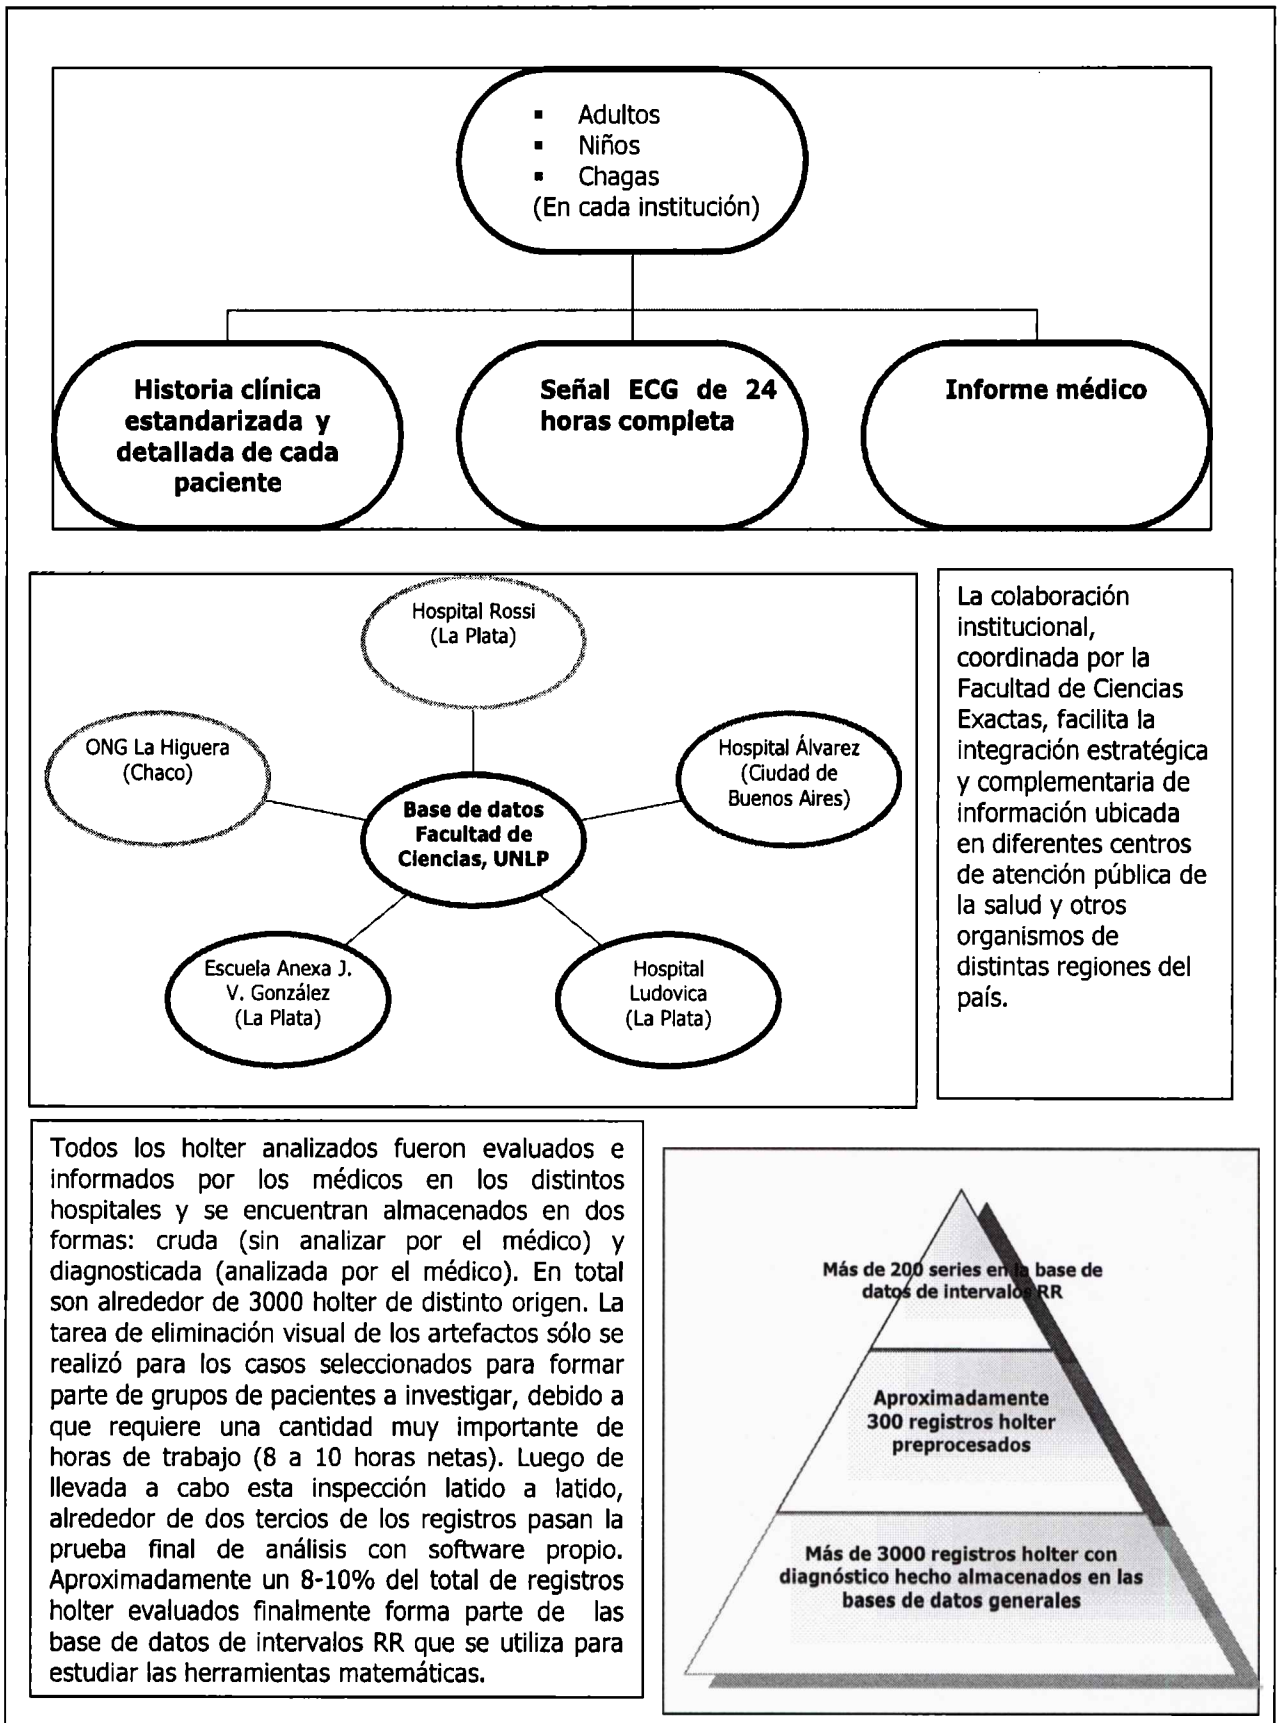 ▪ Adultos
▪ Niños
▪ Chagas
(En cada institución)
Historia clínica
estandarizada y
detallada de cada
paciente
Señal ECG de 24
horas completa
Informe médico
Hospital Rossi
(La Plata)
ONG La Higuera
(Chaco)
Hospital Álvarez
(Ciudad de
Buenos Aires)
Base de datos
Facultad de
Ciencias, UNLP
Escuela Anexa J.
V. González
(La Plata)
Hospital
Ludovica
(La Plata)
La colaboración
institucional,
coordinada por la
Facultad de Ciencias
Exactas, facilita la
integración estratégica
y complementaria de
información ubicada
en diferentes centros
de atención pública de
la salud y otros
organismos de
distintas regiones del
país.
Todos los holter analizados fueron evaluados e
informados por los médicos en los distintos
hospitales y se encuentran almacenados en dos
formas: cruda (sin analizar por el médico) y
diagnosticada (analizada por el médico). En total
son alrededor de 3000 holter de distinto origen. La
tarea de eliminación visual de los artefactos sólo se
realizó para los casos seleccionados para formar
parte de grupos de pacientes a investigar, debido a
que requiere una cantidad muy importante de
horas de trabajo (8 a 10 horas netas). Luego de
llevada a cabo esta inspección latido a latido,
alrededor de dos tercios de los registros pasan la
prueba final de análisis con software propio.
Aproximadamente un 8-10% del total de registros
holter evaluados finalmente forma parte de las
base de datos de intervalos RR que se utiliza para
estudiar las herramientas matemáticas.
Más de 200 series en la base de
datos de intervalos RR
Aproximadamente
300 registros holter
preprocesados
Más de 3000 registros holter con
diagnóstico hecho almacenados en las
bases de datos generales